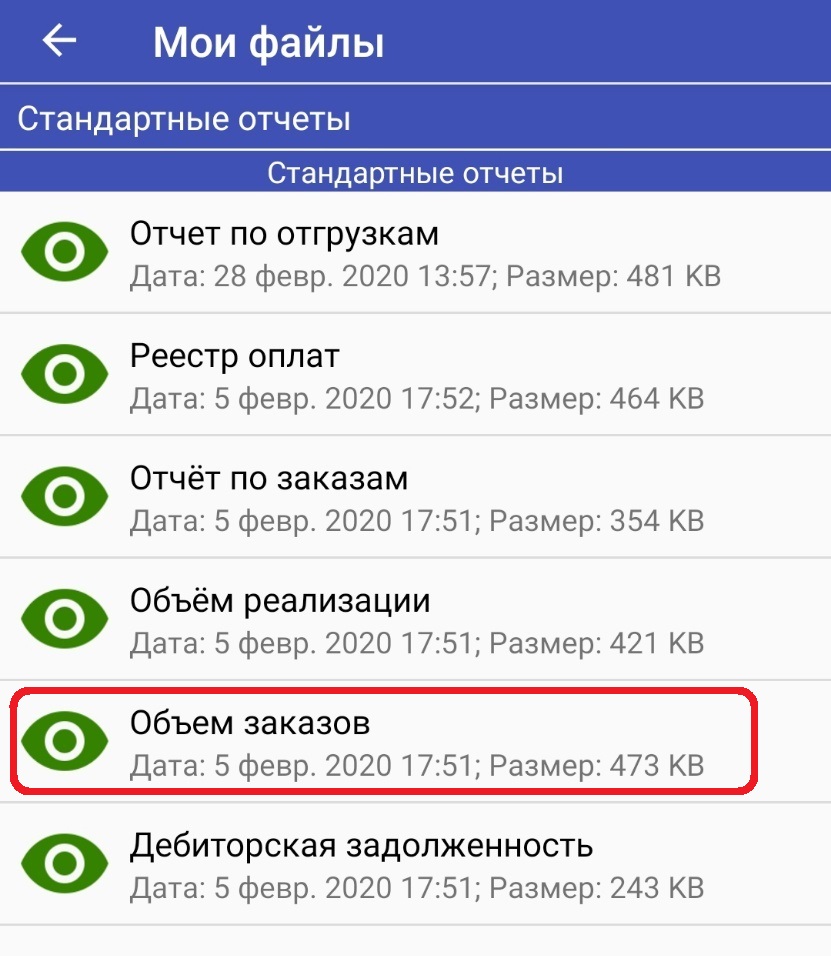 Мои файлы
Стандартные отчеты
Стандартные отчеты
Отчет по отгрузкам
Дата: 28 февр. 2020 13:57; Размер: 481 KB
Реестр оплат
Дата: 5 февр. 2020 17:52; Размер: 464 KB
Отчёт по заказам
Дата: 5 февр. 2020 17:51; Размер: 354 KB
Объём реализации
Дата: 5 февр. 2020 17:51; Размер: 421 KB
Объем заказов
Дата: 5 февр. 2020 17:51; Размер: 473 KB
Дебиторская задолженность
Дата: 5 февр. 2020 17:51; Размер: 243 KB